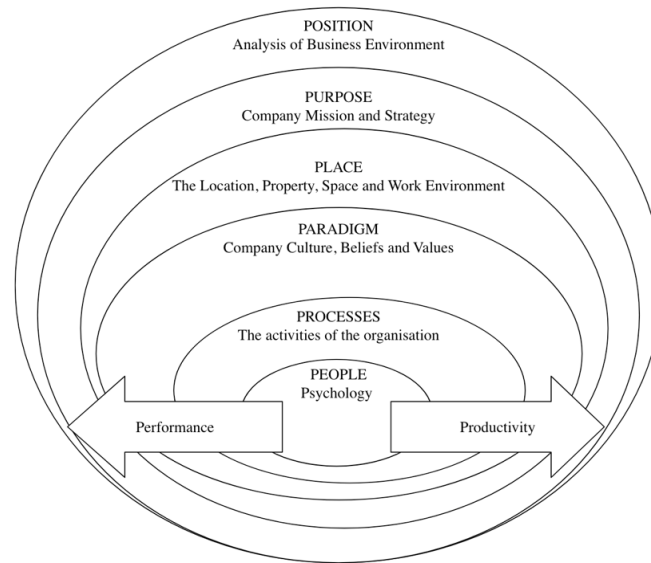 POSITION
Analysis of Business Environment
PURPOSE
Company Mission and Strategy
PLACE
The Location, Property, Space and Work Environment
PARADIGM
Company Culture, Beliefs and Values
PROCESSES
The activities of the organisation
PEOPLE
Psychology
Performance
Productivity